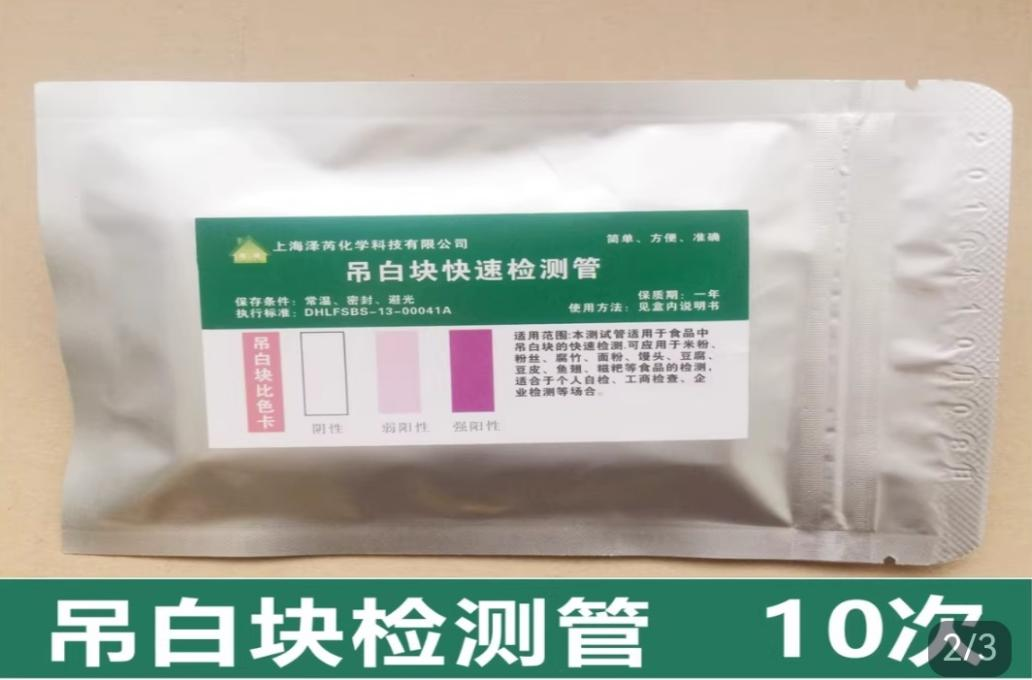 上海泽芮化学科技有限公司
简单、方便、准确
吊白块快速检测管
保存条件：常温、密封、避光
保质期：一年
执行标准：DHLFSBS-13-00041A
使用方法：见盒内说明书
吊白块比色卡
阴性
弱阳性
强阳性
适用范围:本测试管适用于食品中
吊白块的快速检测.可应用于米粉、
粉丝、腐竹、面粉、馒头、豆腐、
豆皮、鱼翅、糍粑等食品的检测,
适合于个人自检、工商检查、企
业检测等场合。
吊白块检测管 10次
2/3